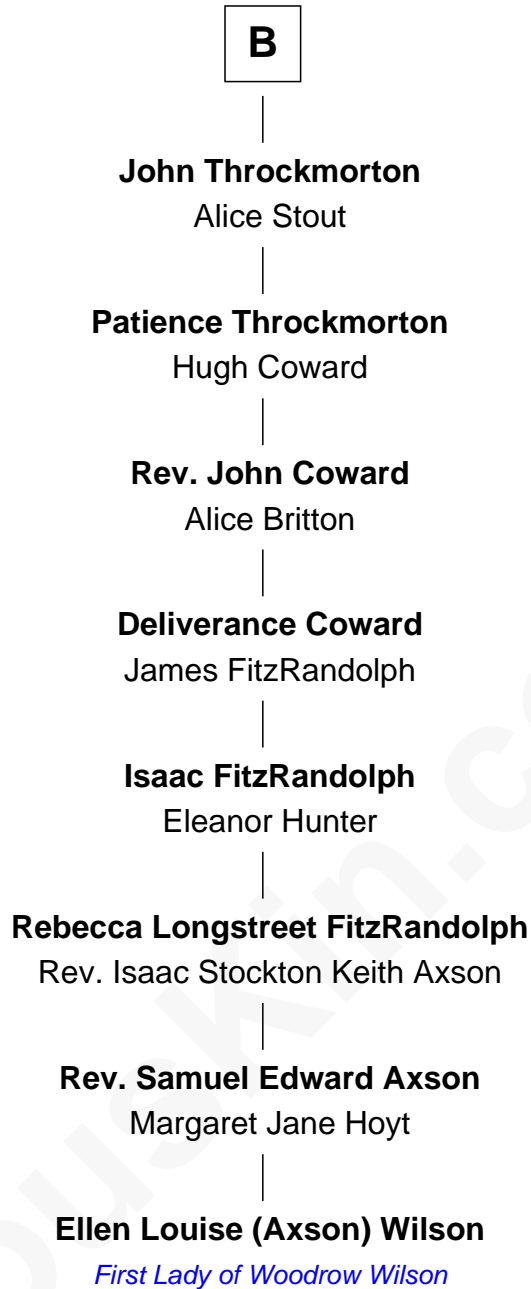 B
John Throckmorton
Alice Stout
Patience Throckmorton
Hugh Coward
Rev. John Coward
Alice Britton
Deliverance Coward
James FitzRandolph
Isaac FitzRandolph
Eleanor Hunter
Rebecca Longstreet FitzRandolph
Rev. Isaac Stockton Keith Axson
Rev. Samuel Edward Axson
Margaret Jane Hoyt
Ellen Louise (Axson) Wilson
First Lady of Woodrow Wilson